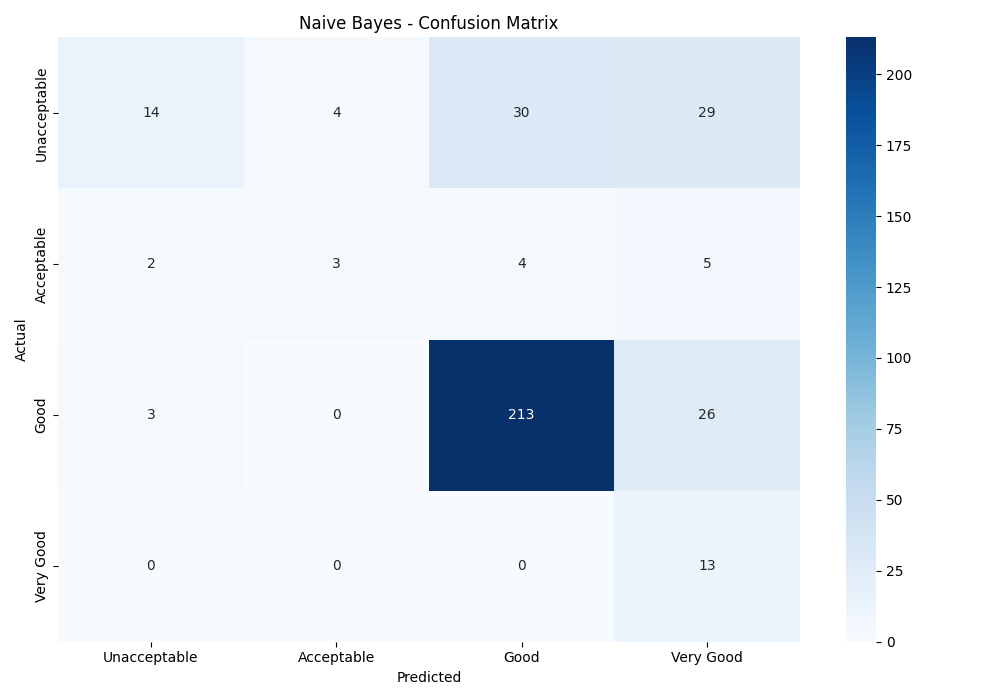 Naive Bayes - Confusion Matrix
Actual
Unacceptable
14 4 30 29
Acceptable
2 3 4 5
Good
3 0 213 26
Very Good
0 0 0 13
Unacceptable Acceptable Good Very Good
Predicted
200
175
150
125
100
75
50
25
0